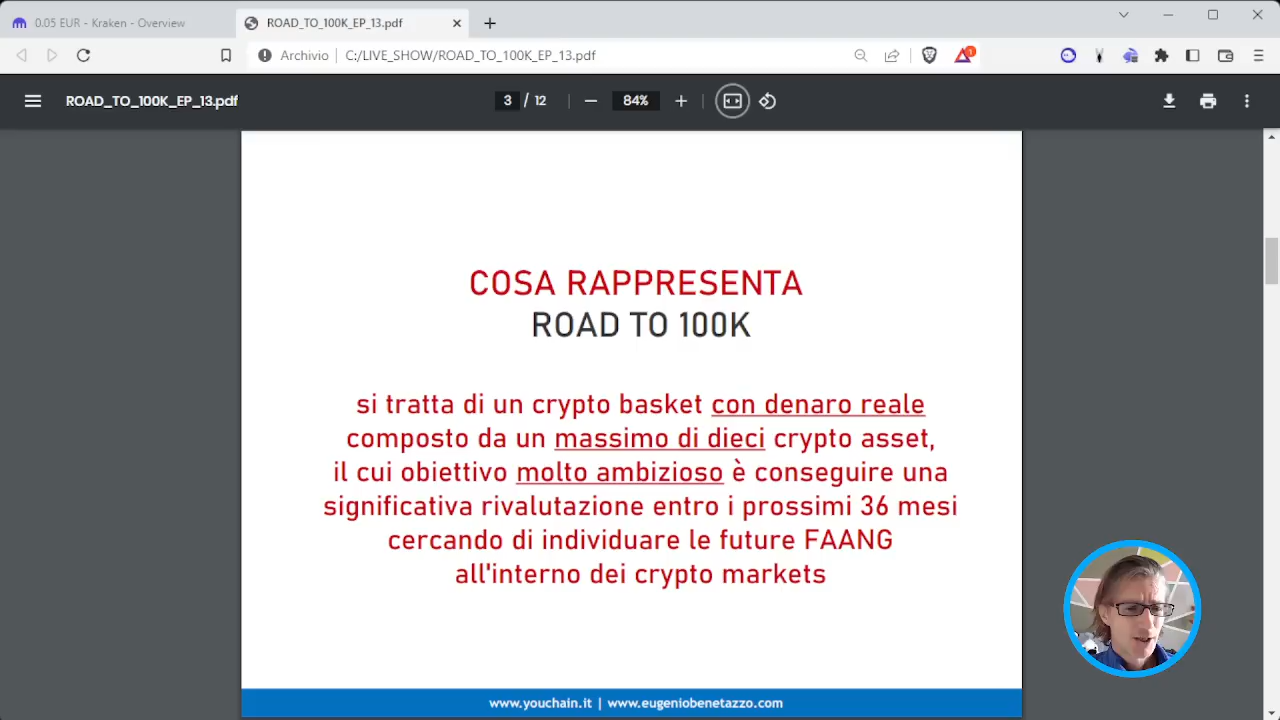 0.05 EUR - Kraken - Overview
ROAD_TO_100K_EP_13.pdf
Archivio
C:/LIVE_SHOW/ROAD_TO_100K_EP_13.pdf
1
ROAD_TO_100K_EP_13.pdf
3 / 12
84%
COSA RAPPRESENTA
ROAD TO 100K
si tratta di un crypto basket con denaro reale
composto da un massimo di dieci crypto asset,
il cui obiettivo molto ambizioso è conseguire una
significativa rivalutazione entro i prossimi 36 mesi
cercando di individuare le future FAANG
all'interno dei crypto markets
www.youchain.it | www.eugeniobenetazzo.com